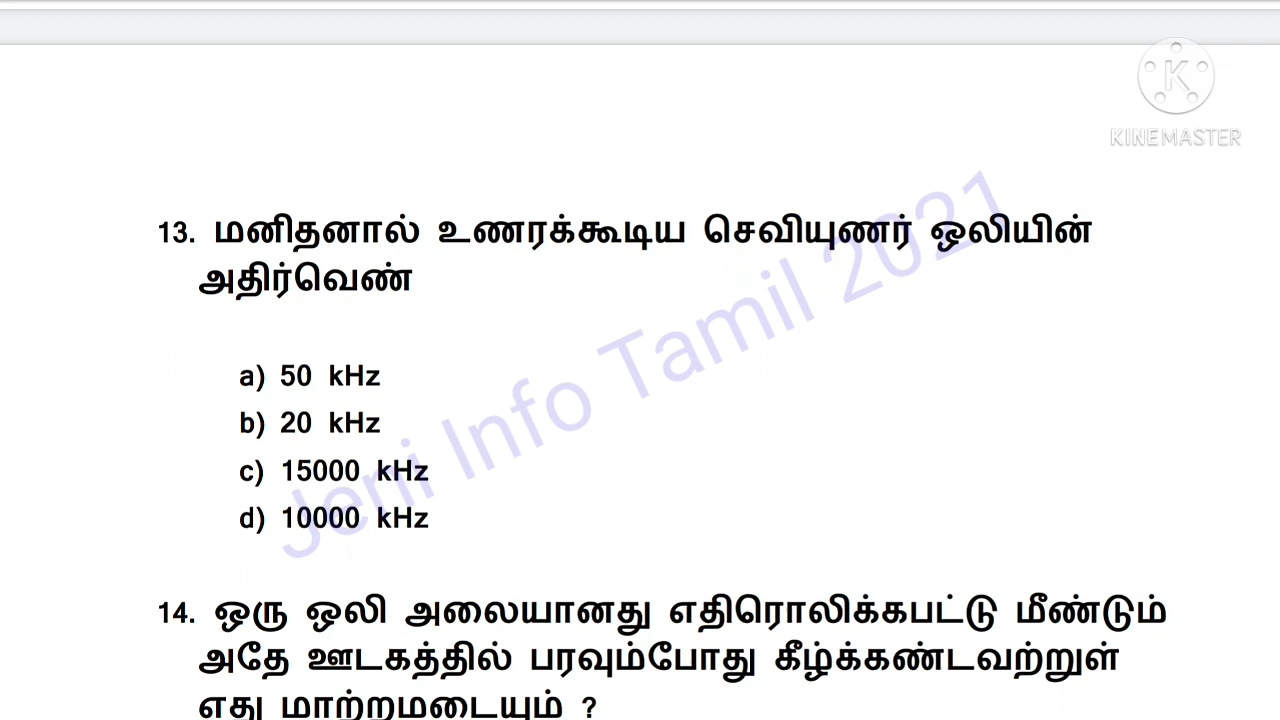 KINEMASTER
13. மனிதனால் உணரக்கூடிய செவியுணர் ஒலியின்
அதிர்வெண்
a) 50 kHz
b) 20 kHz
c) 15000 kHz
d) 10000 kHz
Jeni Info Tamil 2021
14. ஒரு ஒலி அலையானது எதிரொலிக்கபட்டு மீண்டும்
அதே ஊடகத்தில் பரவும்போது கீழ்க்கண்டவற்றுள்
எது மாற்றமடையும் ?